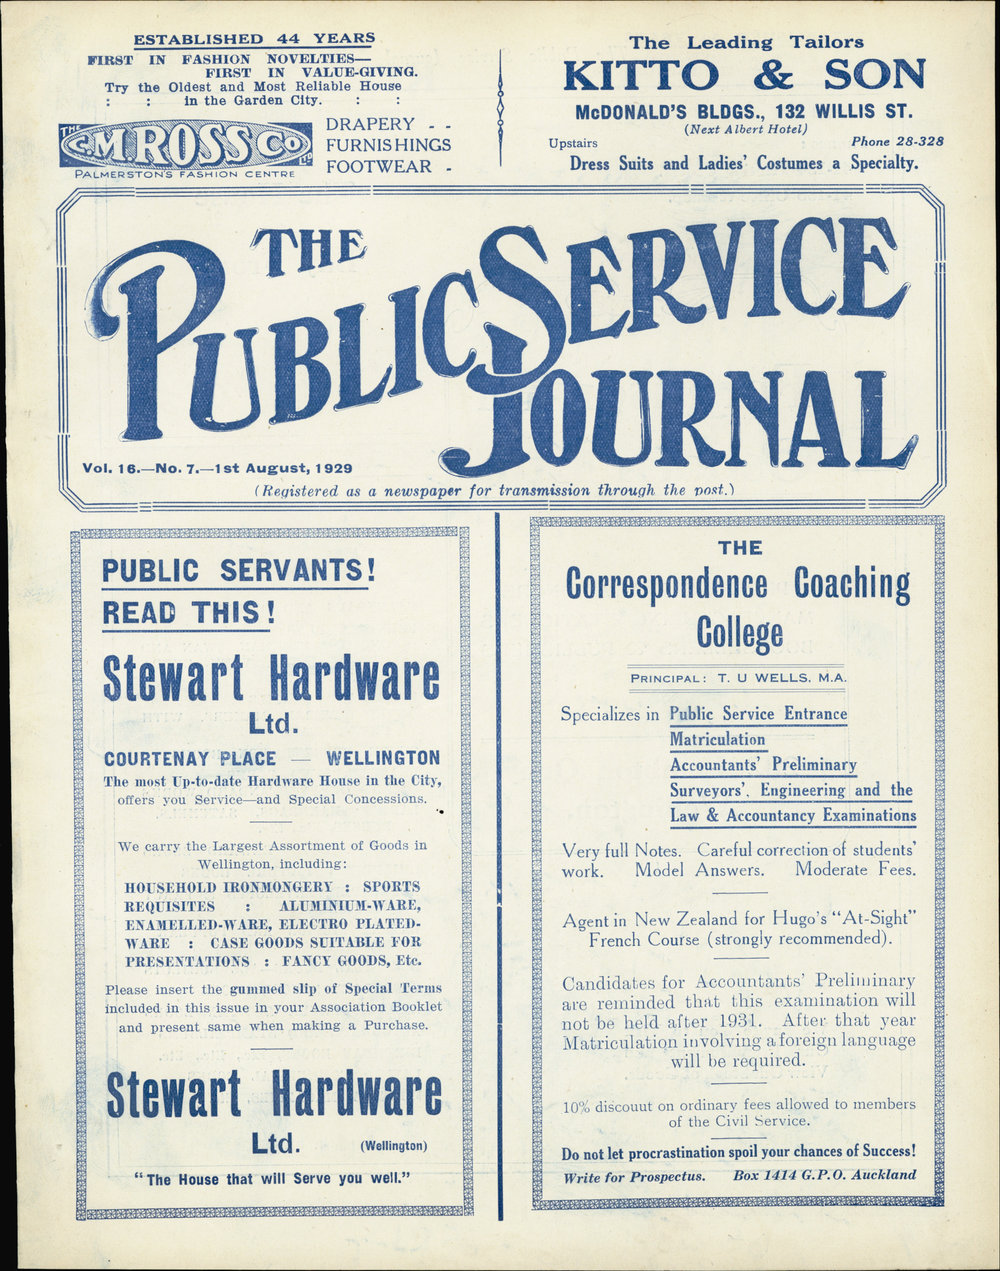 ESTABLISHED 44 YEARS
FIRST IN FASHION NOVELTIES—
FIRST IN VALUE-GIVING.
Try the Oldest and Most Reliable House
: : in the Garden City. : :
THE C.M. ROSS CO LTD
PALMERSTON'S FASHION CENTRE
DRAPERY - -
FURNISHINGS
FOOTWEAR -
The Leading Tailors
KITTO & SON
McDONALD'S BLDGS., 132 WILLIS ST.
(Next Albert Hotel)
Upstairs Phone 28-328
Dress Suits and Ladies' Costumes a Specialty.
THE
PUBLIC SERVICE
JOURNAL
Vol. 16.—No. 7.—1st August, 1929
(Registered as a newspaper for transmission through the post.)
PUBLIC SERVANTS!
READ THIS!
Stewart Hardware
Ltd.
COURTENAY PLACE — WELLINGTON
The most Up-to-date Hardware House in the City,
offers you Service—and Special Concessions.
We carry the Largest Assortment of Goods in
Wellington, including:
HOUSEHOLD IRONMONGERY : SPORTS
REQUISITES : ALUMINIUM-WARE,
ENAMELLED-WARE, ELECTRO PLATED-
WARE : CASE GOODS SUITABLE FOR
PRESENTATIONS : FANCY GOODS, Etc.
Please insert the gummed slip of Special Terms
included in this issue in your Association Booklet
and present same when making a Purchase.
Stewart Hardware
Ltd. (Wellington)
"The House that will Serve you well."
THE
Correspondence Coaching
College
PRINCIPAL: T. U WELLS. M.A.
Specializes in Public Service Entrance
Matriculation
Accountants' Preliminary
Surveyors', Engineering and the
Law & Accountancy Examinations
Very full Notes. Careful correction of students'
work. Model Answers. Moderate Fees.
Agent in New Zealand for Hugo's "At-Sight"
French Course (strongly recommended).
Candidates for Accountants' Preliminary
are reminded that this examination will
not be held after 1931. After that year
Matriculation involving a foreign language
will be required.
10% discount on ordinary fees allowed to members
of the Civil Service.
Do not let procrastination spoil your chances of Success!
Write for Prospectus. Box 1414 G.P.O. Auckland